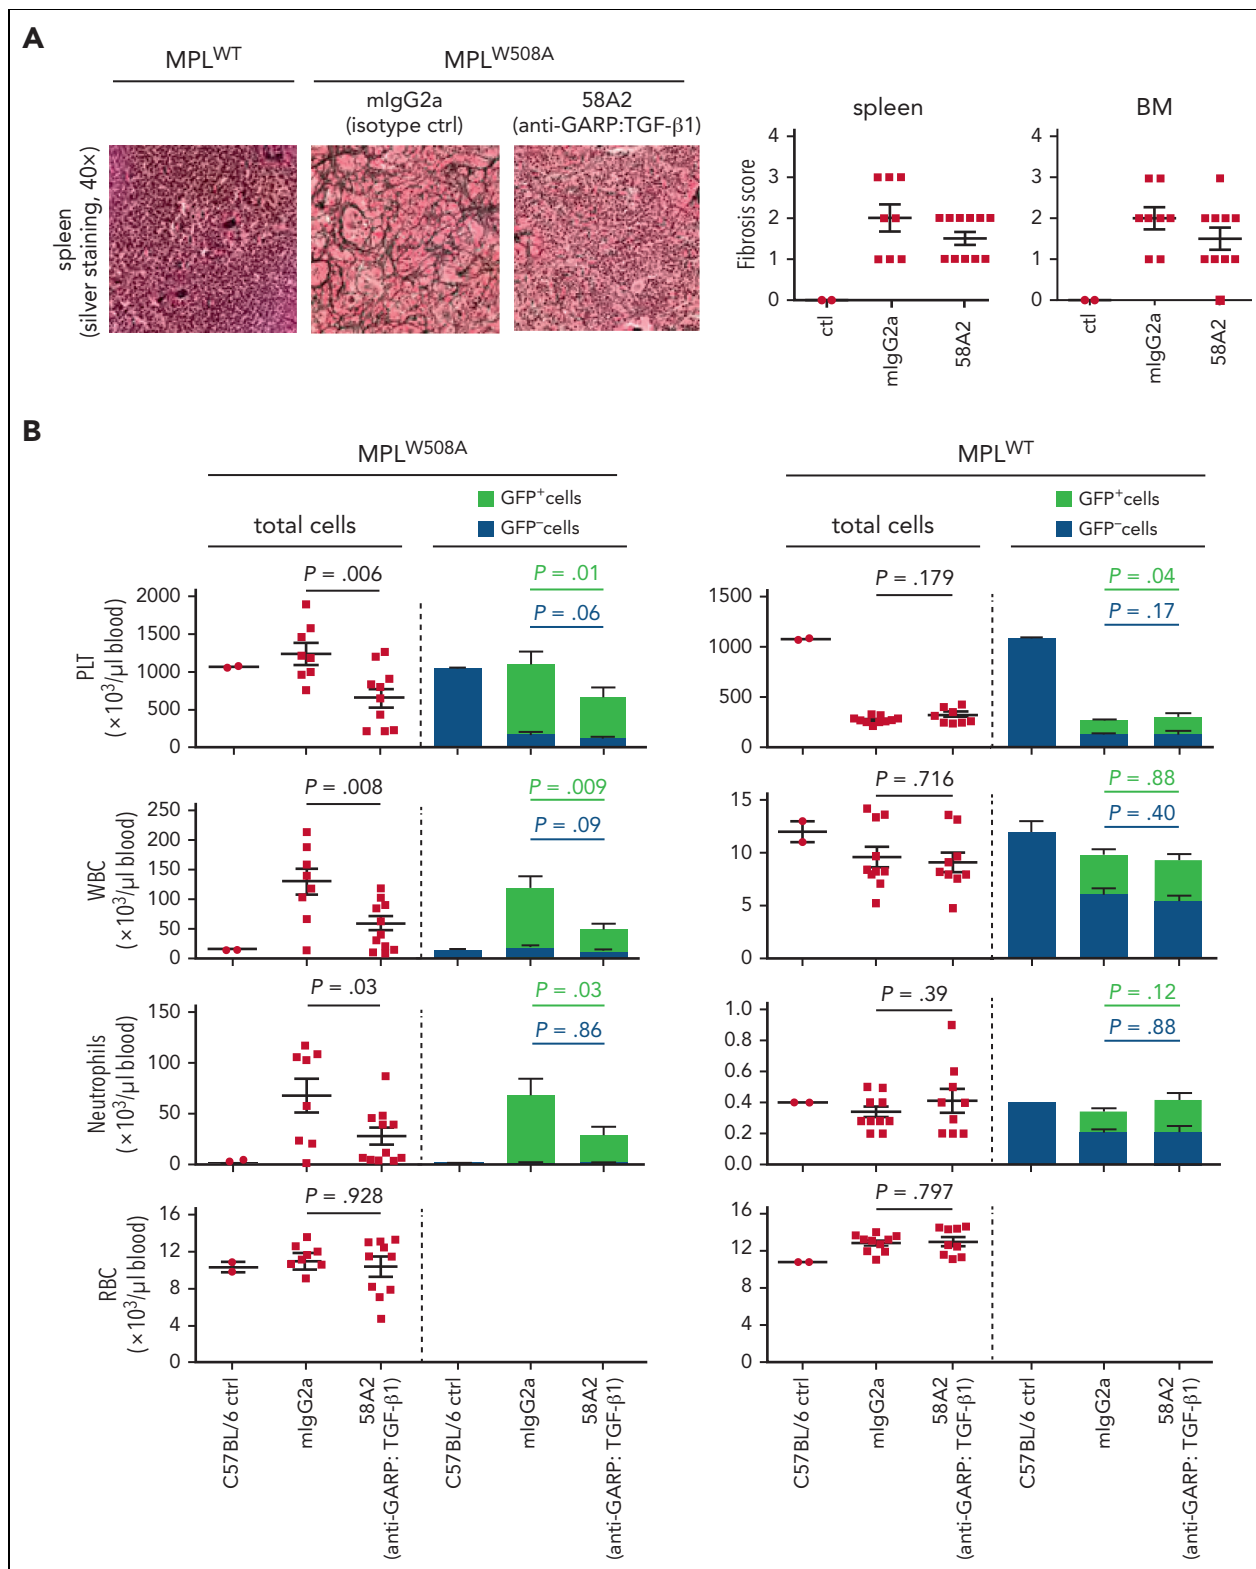 A
MPLWT
MPLW508A
mIgG2a
(isotype ctrl)
58A2
(anti-GARP:TGF-β1)
spleen
(silver staining, 40×)
spleen
BM
Fibrosis score
4
3
2
1
0
4
3
2
1
0
ctl
mIgG2a
58A2
ctl
mIgG2a
58A2
B
MPLW508A
MPLWT
total cells
GFP+cells
GFP–cells
total cells
GFP+cells
GFP–cells
PLT
(×10³/µl blood)
2000
1500
1000
500
0
P = .006
P = .01
P = .06
1500
1000
500
0
P = .179
P = .04
P = .17
WBC
(×10³/µl blood)
250
200
150
100
50
0
P = .008
P = .009
P = .09
15
10
5
0
P = .716
P = .88
P = .40
Neutrophils
(×10³/µl blood)
150
100
50
0
P = .03
P = .03
P = .86
1.0
0.8
0.6
0.4
0.2
0.0
P = .39
P = .12
P = .88
RBC
(×10³/µl blood)
16
12
8
4
0
P = .928
16
12
8
4
0
P = .797
C57BL/6 ctrl
mIgG2a
58A2
(anti-GARP: TGF-β1)
C57BL/6 ctrl
mIgG2a
58A2
(anti-GARP: TGF-β1)
C57BL/6 ctrl
mIgG2a
58A2
(anti-GARP: TGF-β1)
C57BL/6 ctrl
mIgG2a
58A2
(anti-GARP: TGF-β1)